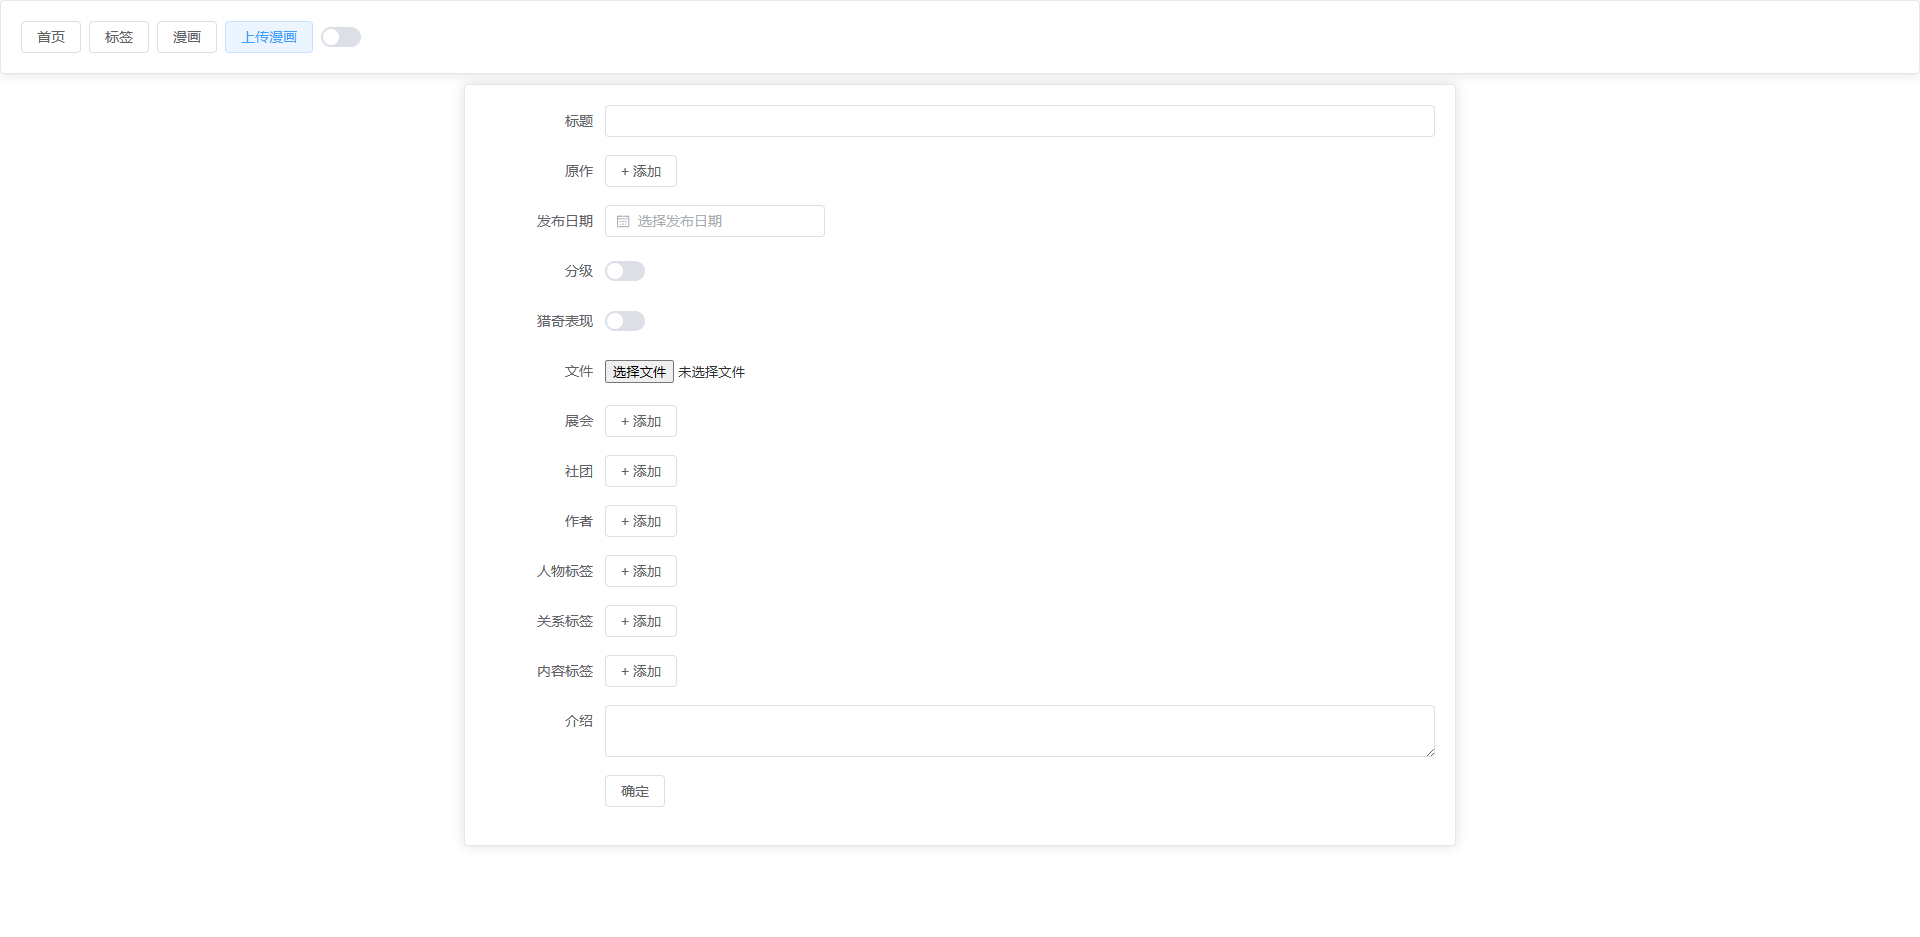 首页 标签 漫画 上传漫画
标题
原作 + 添加
发布日期 选择发布日期
分级
猎奇表现
文件 选择文件 未选择文件
展会 + 添加
社团 + 添加
作者 + 添加
人物标签 + 添加
关系标签 + 添加
内容标签 + 添加
介绍
确定